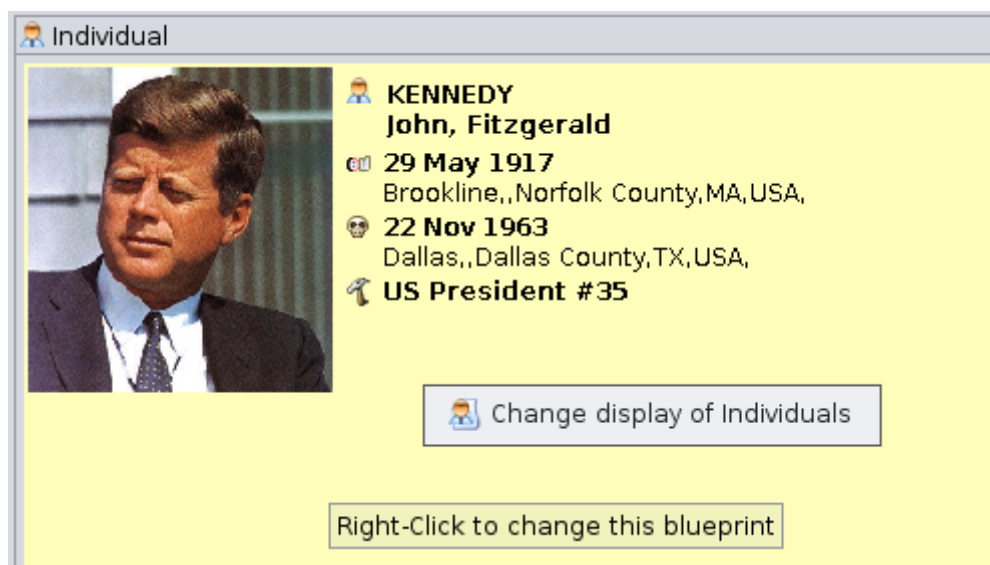 Individual
KENNEDY
John, Fitzgerald
29 May 1917
Brookline,,Norfolk County,MA,USA,
22 Nov 1963
Dallas,,Dallas County,TX,USA,
US President #35
Change display of Individuals
Right-Click to change this blueprint